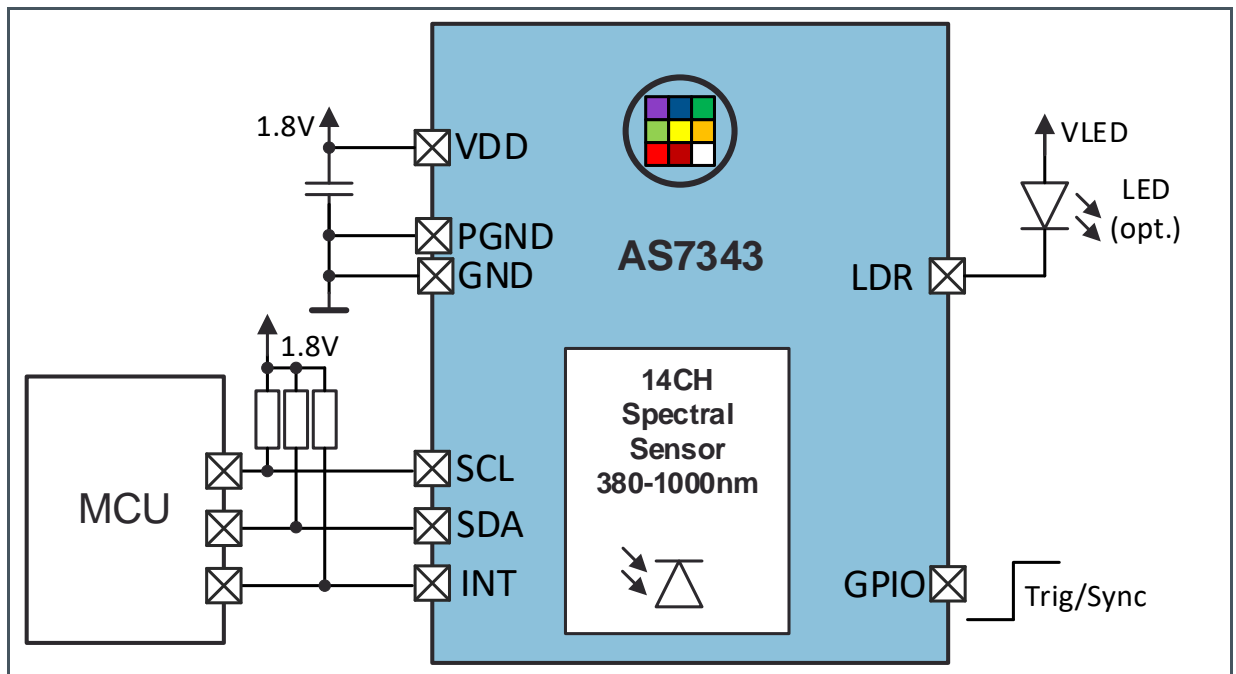 1.8V
VDD
PGND
GND
AS7343
VLED
LED
(opt.)
LDR
1.8V
14CH
Spectral
Sensor
380-1000nm
MCU
SCL
SDA
INT
GPIO
Trig/Sync